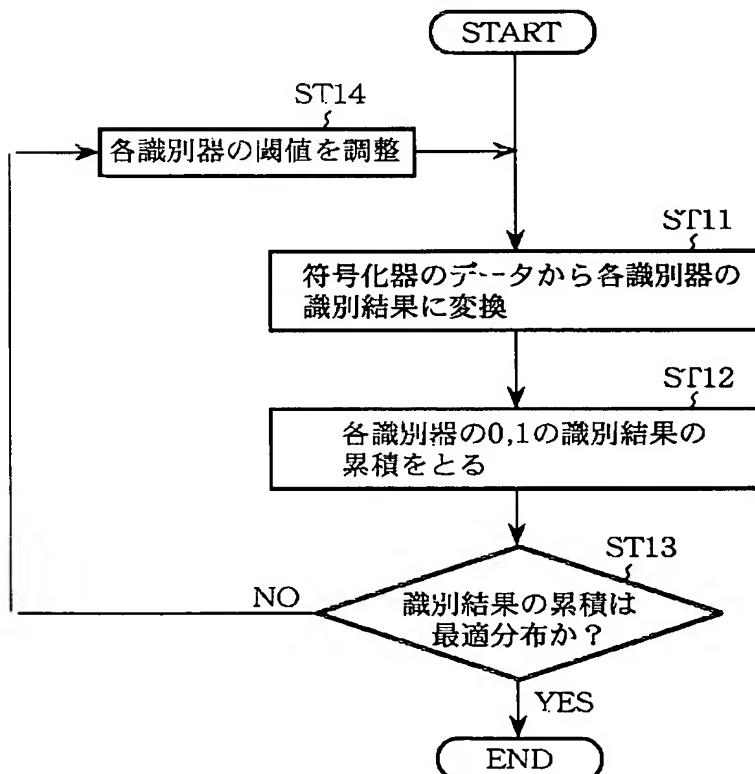 START
ST14
各識別器の閾値を調整
ST11
符号化器のデータから各識別器の
識別結果に変換
ST12
各識別器の0,1の識別結果の
累積をとる
ST13
識別結果の累積は
最適分布か？
NO
YES
END